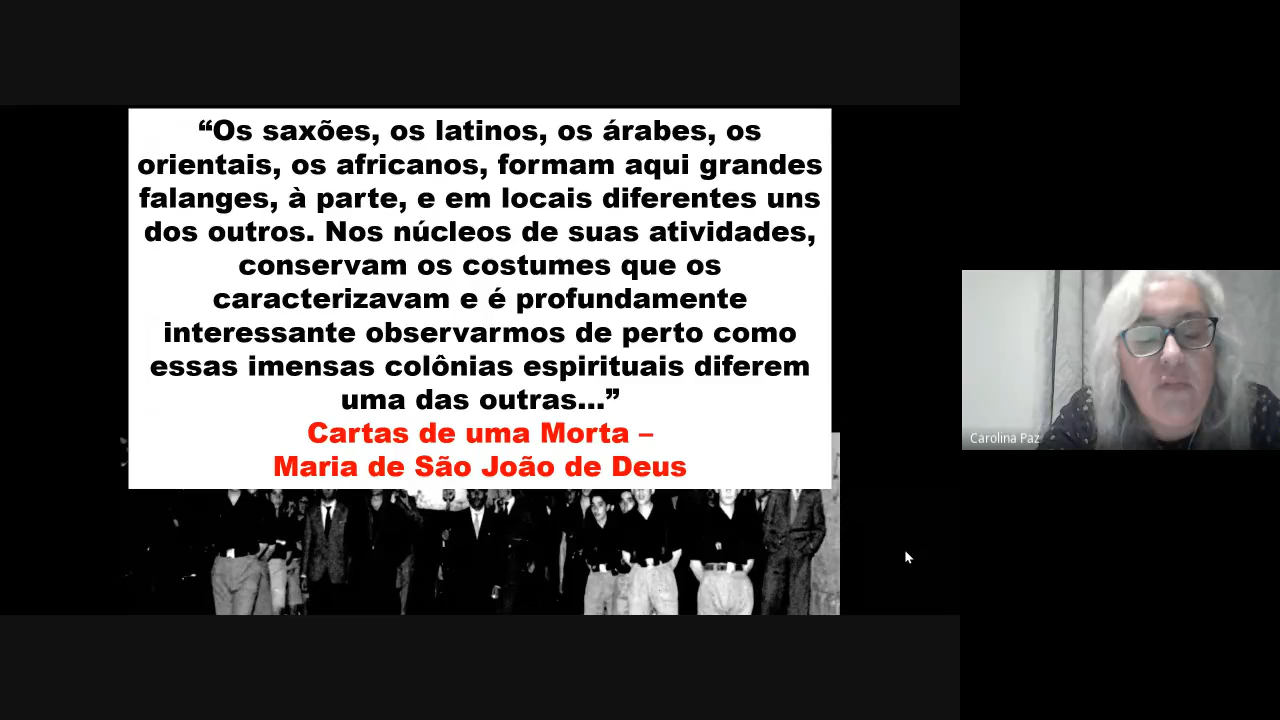 “Os saxões, os latinos, os árabes, os
orientais, os africanos, formam aqui grandes
falanges, à parte, e em locais diferentes uns
dos outros. Nos núcleos de suas atividades,
conservam os costumes que os
caracterizavam e é profundamente
interessante observarmos de perto como
essas imensas colônias espirituais diferem
uma das outras...”
Cartas de uma Morta –
Maria de São João de Deus
Carolina Paz